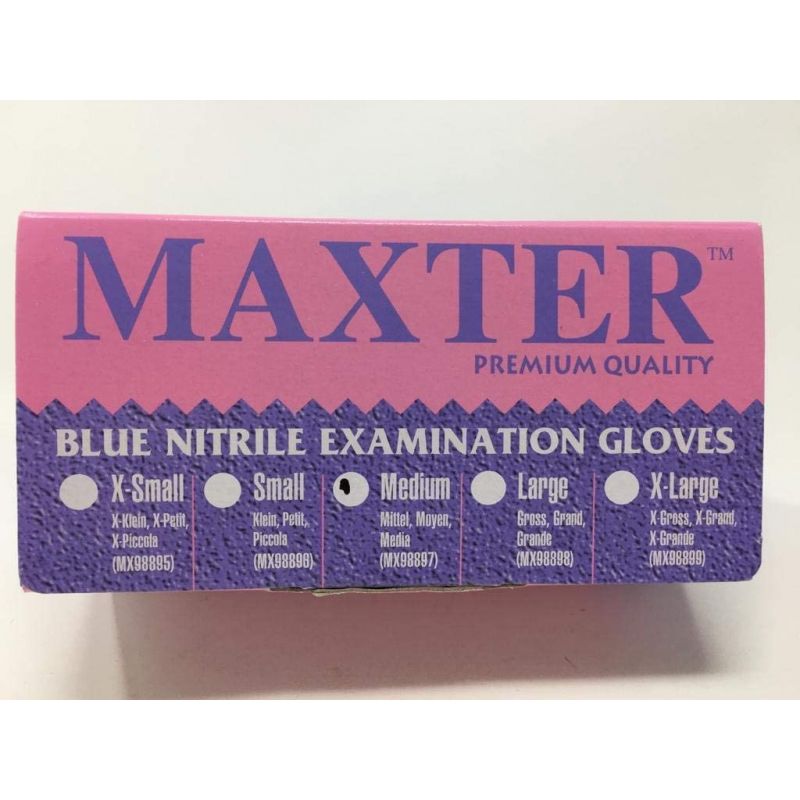 MAXTER™
PREMIUM QUALITY
BLUE NITRILE EXAMINATION GLOVES
X-Small
X-Klein, X-Petit,
X-Piccola
(MX98895)
Small
Klein, Petit,
Piccola
(MX98896)
Medium
Mittel, Moyen,
Media
(MX98897)
Large
Gross, Grand,
Grande
(MX98898)
X-Large
X-Gross, X-Grand,
X-Grande
(MX98899)